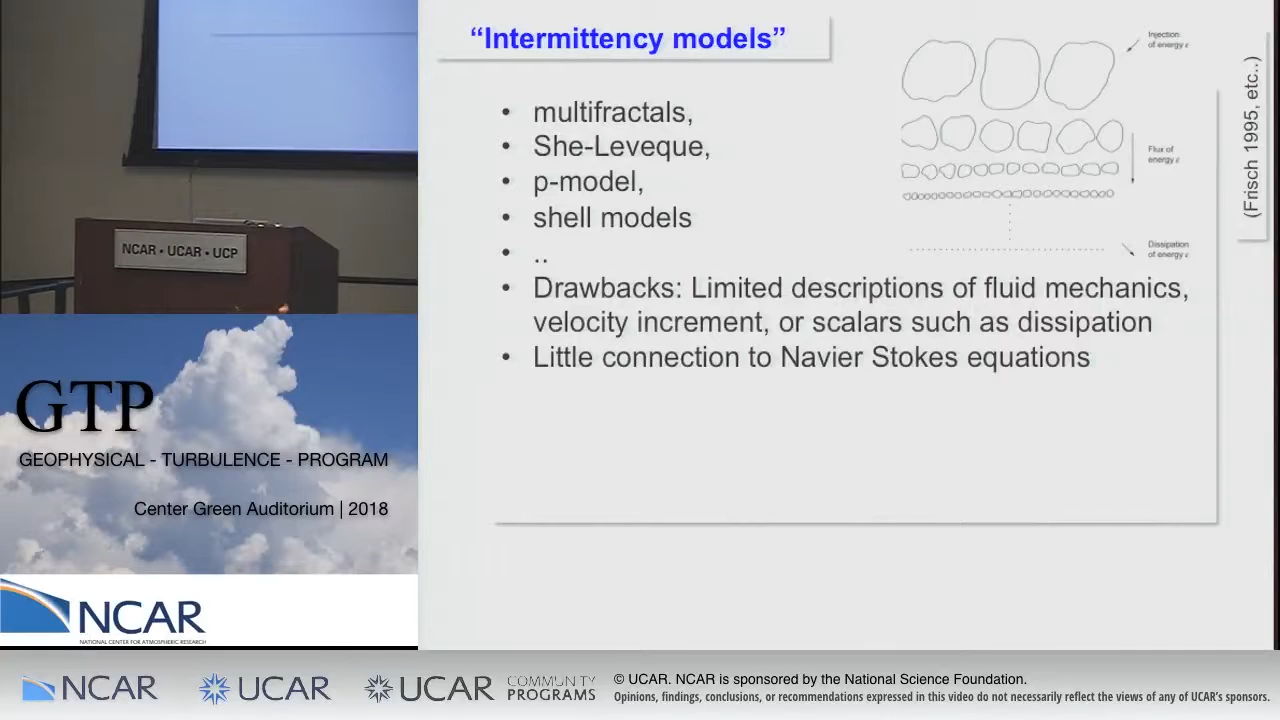 “Intermittency models”
• multifractals,
• She-Leveque,
• p-model,
• shell models
• ..
• Drawbacks: Limited descriptions of fluid mechanics,
velocity increment, or scalars such as dissipation
• Little connection to Navier Stokes equations
Injection
of energy ε
Flux of
energy ε
Dissipation
of energy ε
(Frisch 1995, etc..)
NCAR • UCAR • UCP
GTP
GEOPHYSICAL - TURBULENCE - PROGRAM
Center Green Auditorium | 2018
NCAR
NATIONAL CENTER FOR ATMOSPHERIC RESEARCH
NCAR
UCAR
UCAR
COMMUNITY
PROGRAMS
© UCAR. NCAR is sponsored by the National Science Foundation.
Opinions, findings, conclusions, or recommendations expressed in this video do not necessarily reflect the views of any of UCAR's sponsors.